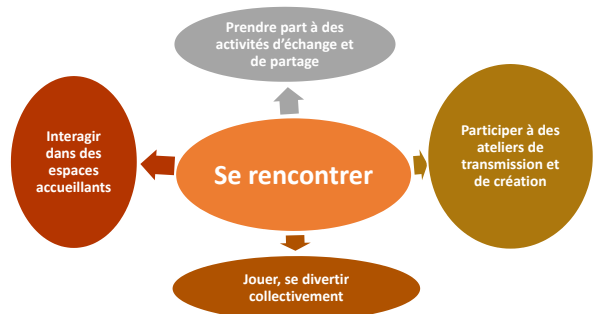 Prendre part à des
activités d'échange et
de partage
Interagir
dans des
espaces
accueillants
Se rencontrer
Participer à des
ateliers de
transmission et
de création
Jouer, se divertir
collectivement